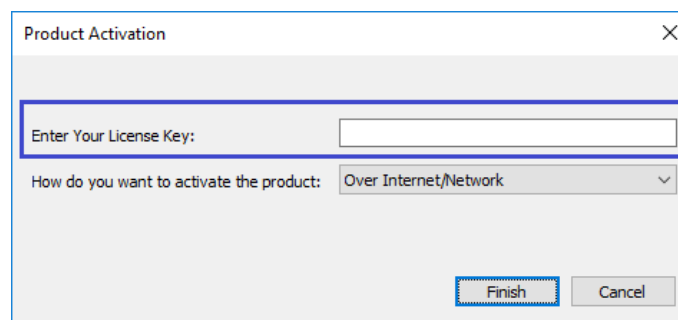 Product Activation
Enter Your License Key:
How do you want to activate the product: Over Internet/Network
Finish Cancel